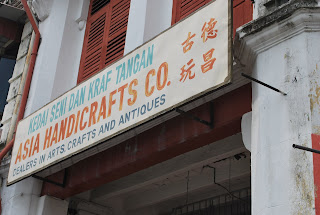 KEDAI SENI DAN KRAF TANGAN
ASIA HANDICRAFTS CO.
DEALERS IN ARTS, CRAFTS AND ANTIQUES
德昌
古玩